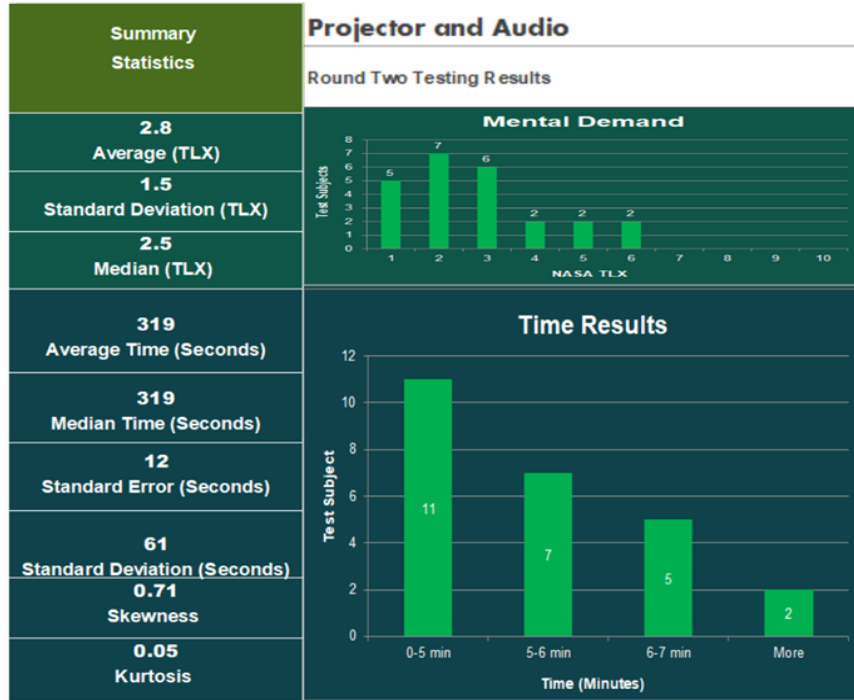 Summary
Statistics
Projector and Audio
Round Two Testing Results
2.8
Average (TLX)
1.5
Standard Deviation (TLX)
2.5
Median (TLX)
319
Average Time (Seconds)
319
Median Time (Seconds)
12
Standard Error (Seconds)
61
Standard Deviation (Seconds)
0.71
Skewness
0.05
Kurtosis
Mental Demand
Test Subjects
8
7
6
5
4
3
2
1
0
5
7
6
2
2
2
1 2 3 4 5 6 7 8 9 10
NASA TLX
Time Results
Test Subject
12
10
8
6
4
2
0
11
7
5
2
0-5 min 5-6 min 6-7 min More
Time (Minutes)